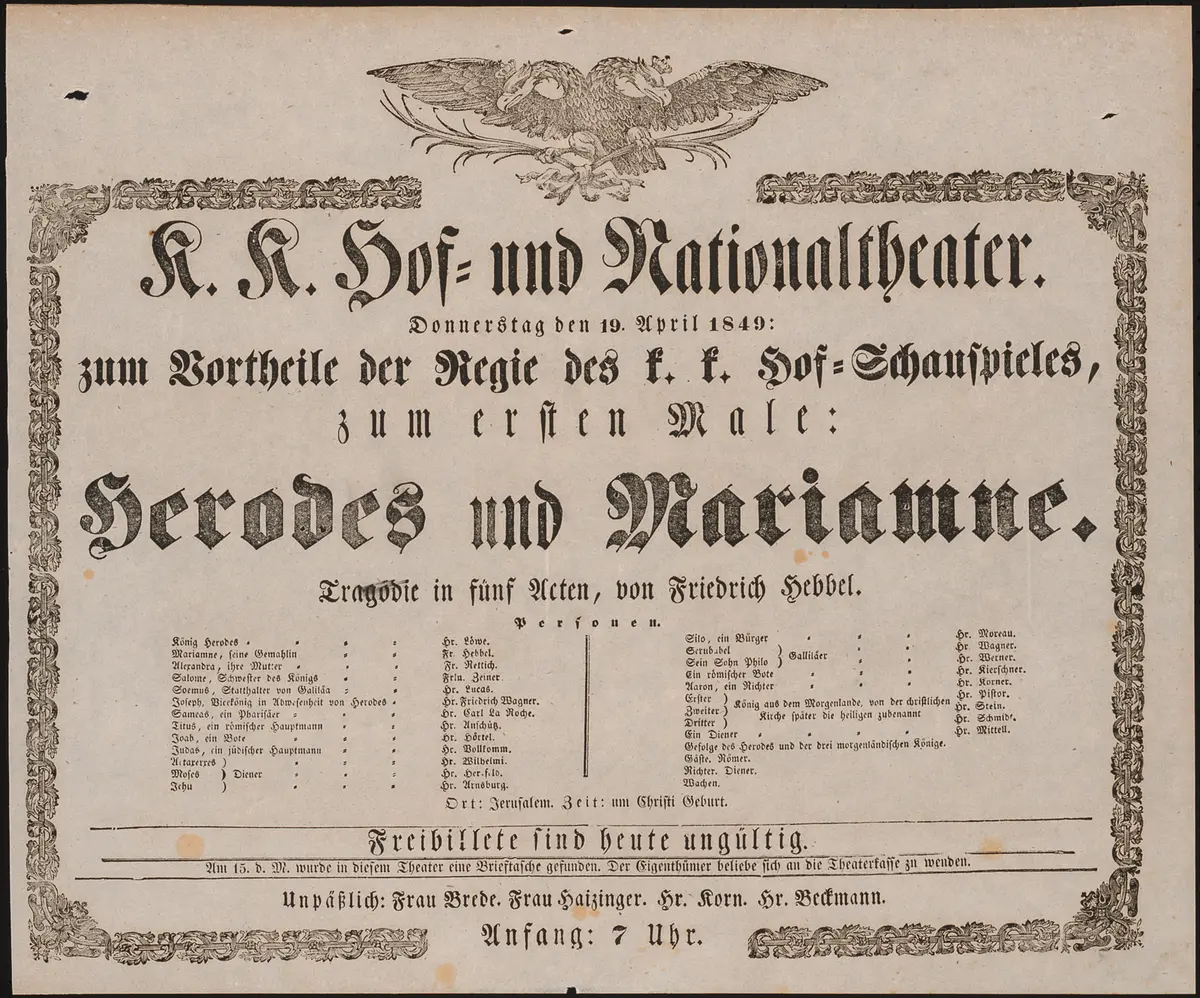 K. K. Hof- und Nationaltheater.
Donnerstag den 19. April 1849:
zum Vortheile der Regie des k. k. Hof-Schauspieles,
zum ersten Male:
Herodes und Mariamne.
Tragödie in fünf Acten, von Friedrich Hebbel.
Personen.
König Herodes Hr. Löwe.
Mariamne, seine Gemahlin Fr. Hebbel.
Alexandra, ihre Mutter Fr. Rettich.
Salome, Schwester des Königs Frln. Zeiner.
Soemus, Statthalter von Galiläa Hr. Lucas.
Joseph, Vicekönig in Abwesenheit von Herodes Hr. Friedrich Wagner.
Sameas, ein Pharisäer Hr. Carl La Roche.
Titus, ein römischer Hauptmann Hr. Anschütz.
Joab, ein Bote Hr. Hörtel.
Judas, ein jüdischer Hauptmann Hr. Vollkomm.
Artaxerxes ) Hr. Wilhelmi.
Moses ) Diener Hr. Herzfeld.
Jehu ) Hr. Arnsburg.
Silo, ein Bürger Hr. Moreau.
Serubabel ) Hr. Wagner.
Sein Sohn Philo ) Galliläer Hr. Werner.
Ein römischer Bote Hr. Kierschner.
Aaron, ein Richter Hr. Korner.
Erster ) Hr. Pistor.
Zweiter ) König aus dem Morgenlande, von der christlichen Kirche später die heiligen zubenannt Hr. Stein.
Dritter ) Hr. Schmidt.
Ein Diener Hr. Mittell.
Gefolge des Herodes und der drei morgenländischen Könige.
Gäste. Römer.
Richter. Diener.
Wachen.
Ort: Jerusalem. Zeit: um Christi Geburt.
Freibillete sind heute ungültig.
Am 15. d. M. wurde in diesem Theater eine Brieftasche gefunden. Der Eigenthümer beliebe sich an die Theaterkasse zu wenden.
Unpäßlich: Frau Brede. Frau Haizinger. Hr. Korn. Hr. Beckmann.
Anfang: 7 Uhr.